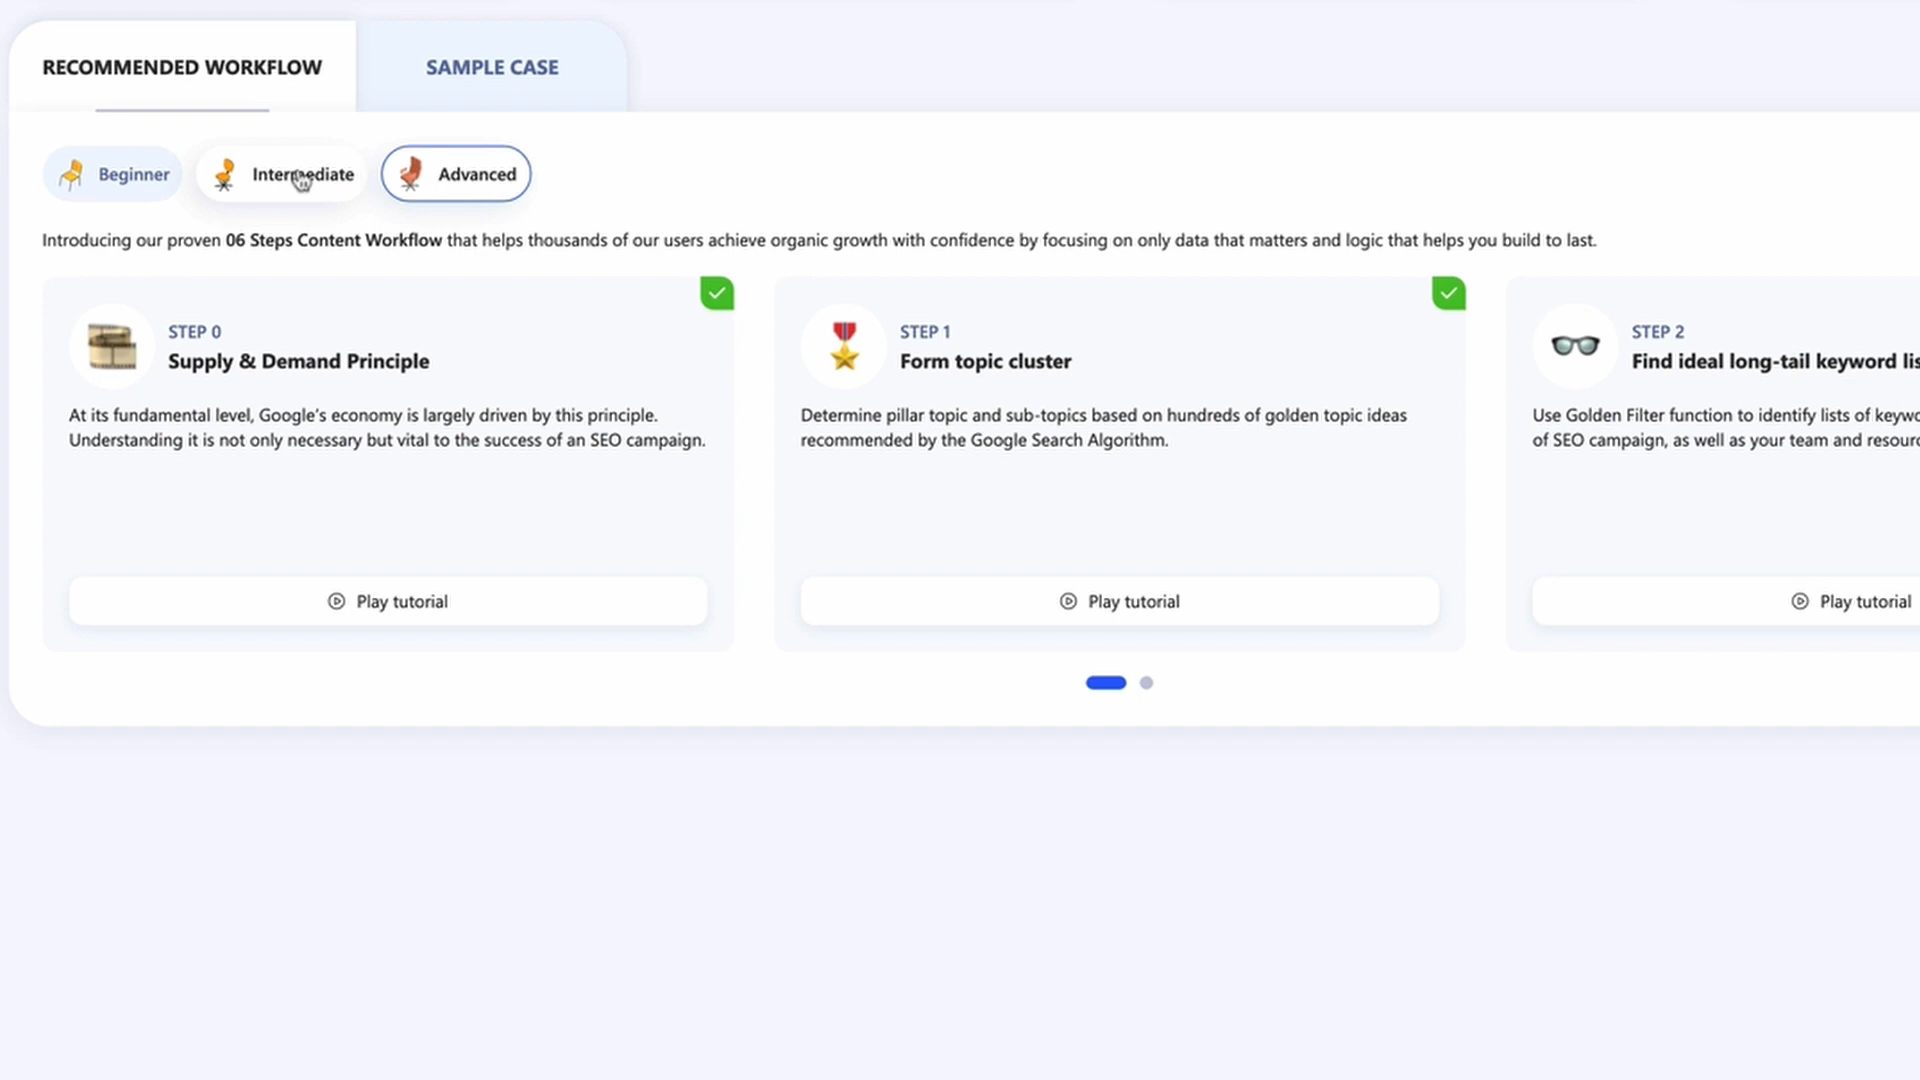 RECOMMENDED WORKFLOW
SAMPLE CASE
Beginner
Intermediate
Advanced
Introducing our proven 06 Steps Content Workflow that helps thousands of our users achieve organic growth with confidence by focusing on only data that matters and logic that helps you build to last.
STEP 0
Supply & Demand Principle
At its fundamental level, Google's economy is largely driven by this principle.
Understanding it is not only necessary but vital to the success of an SEO campaign.
Play tutorial
STEP 1
Form topic cluster
Determine pillar topic and sub-topics based on hundreds of golden topic ideas
recommended by the Google Search Algorithm.
Play tutorial
STEP 2
Find ideal long-tail keyword
Use Golden Filter function to identify lists of
of SEO campaign, as well as your team and
Play tutorial